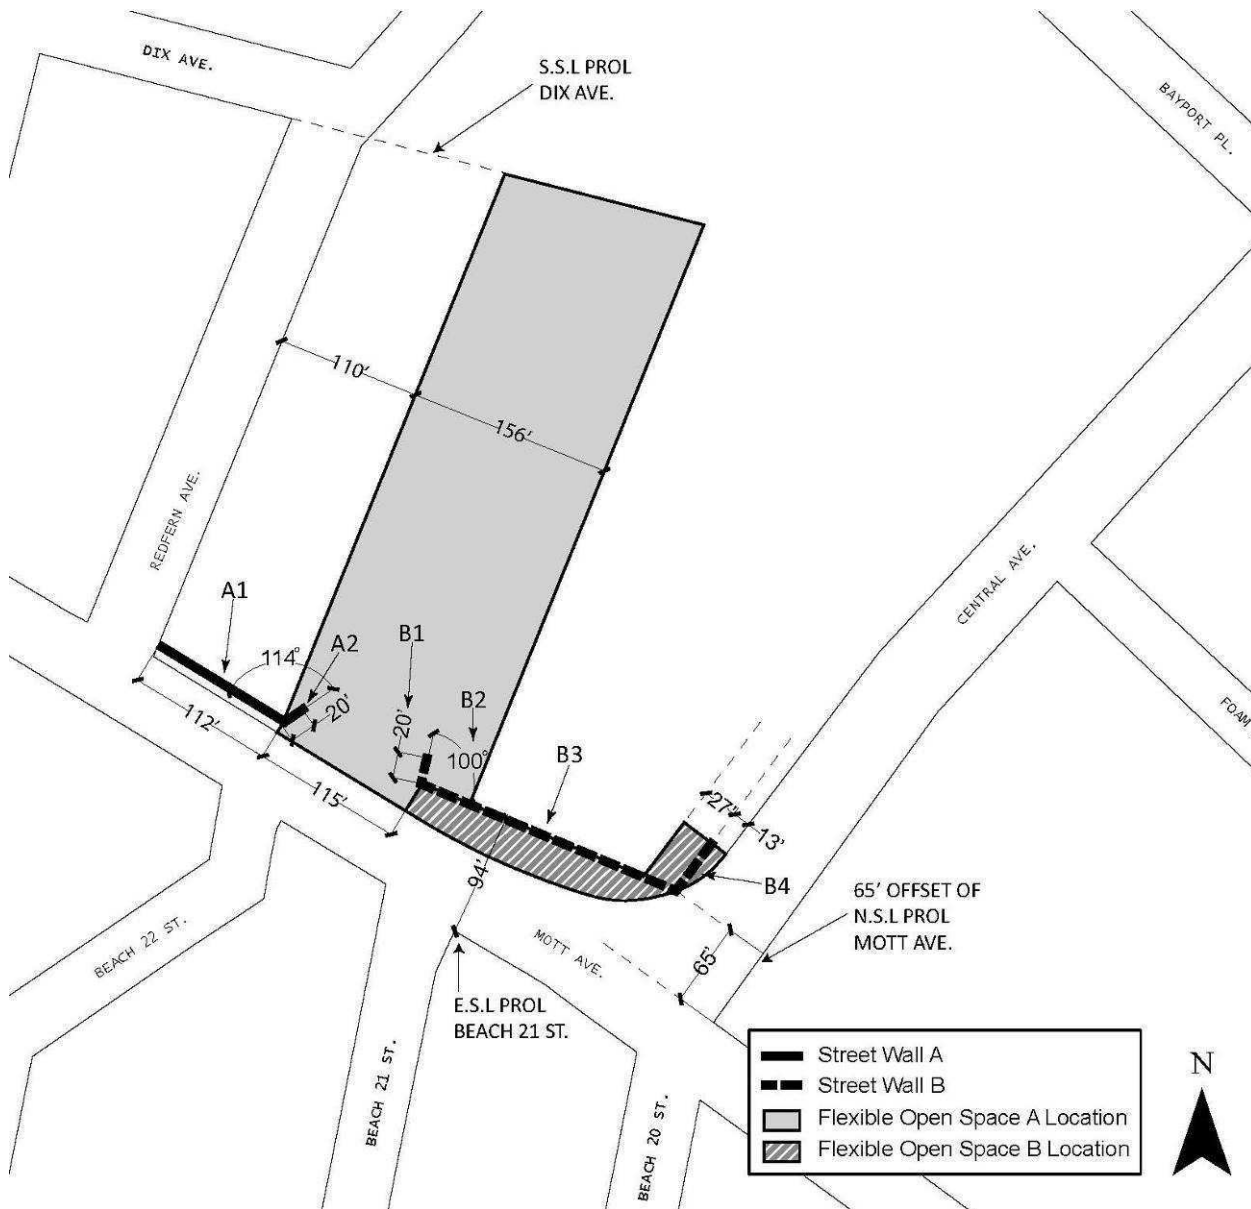 DIX AVE.
S.S.L PROL
DIX AVE.
BAYPORT PL.
110'
156'
REDFERN AVE.
CENTRAL AVE.
A1
114°
A2
20'
B1
20'
B2
100°
B3
112'
115'
94'
27'
13'
B4
65' OFFSET OF
N.S.L PROL
MOTT AVE.
65'
MOTT AVE.
FOAM
BEACH 22 ST.
E.S.L PROL
BEACH 21 ST.
BEACH 21 ST.
BEACH 20 ST.
Street Wall A
Street Wall B
Flexible Open Space A Location
Flexible Open Space B Location
N